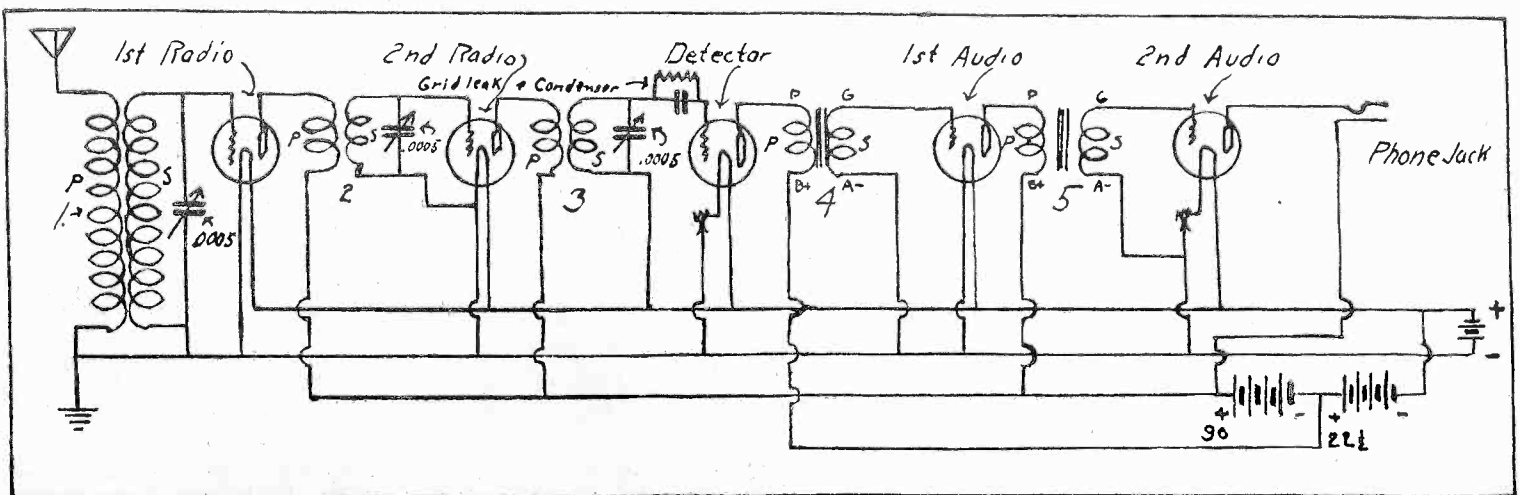 1st Radio
2nd Radio
Detector
1st Audio
2nd Audio
Grid leak + Condenser
P
S
1.
.0005
P
S
2
.0005
P
S
3
.0005
P
G
P
S
B+
A-
4
P
G
P
S
B+
A-
5
Phone Jack
+
-
+
-
90
+
-
22½